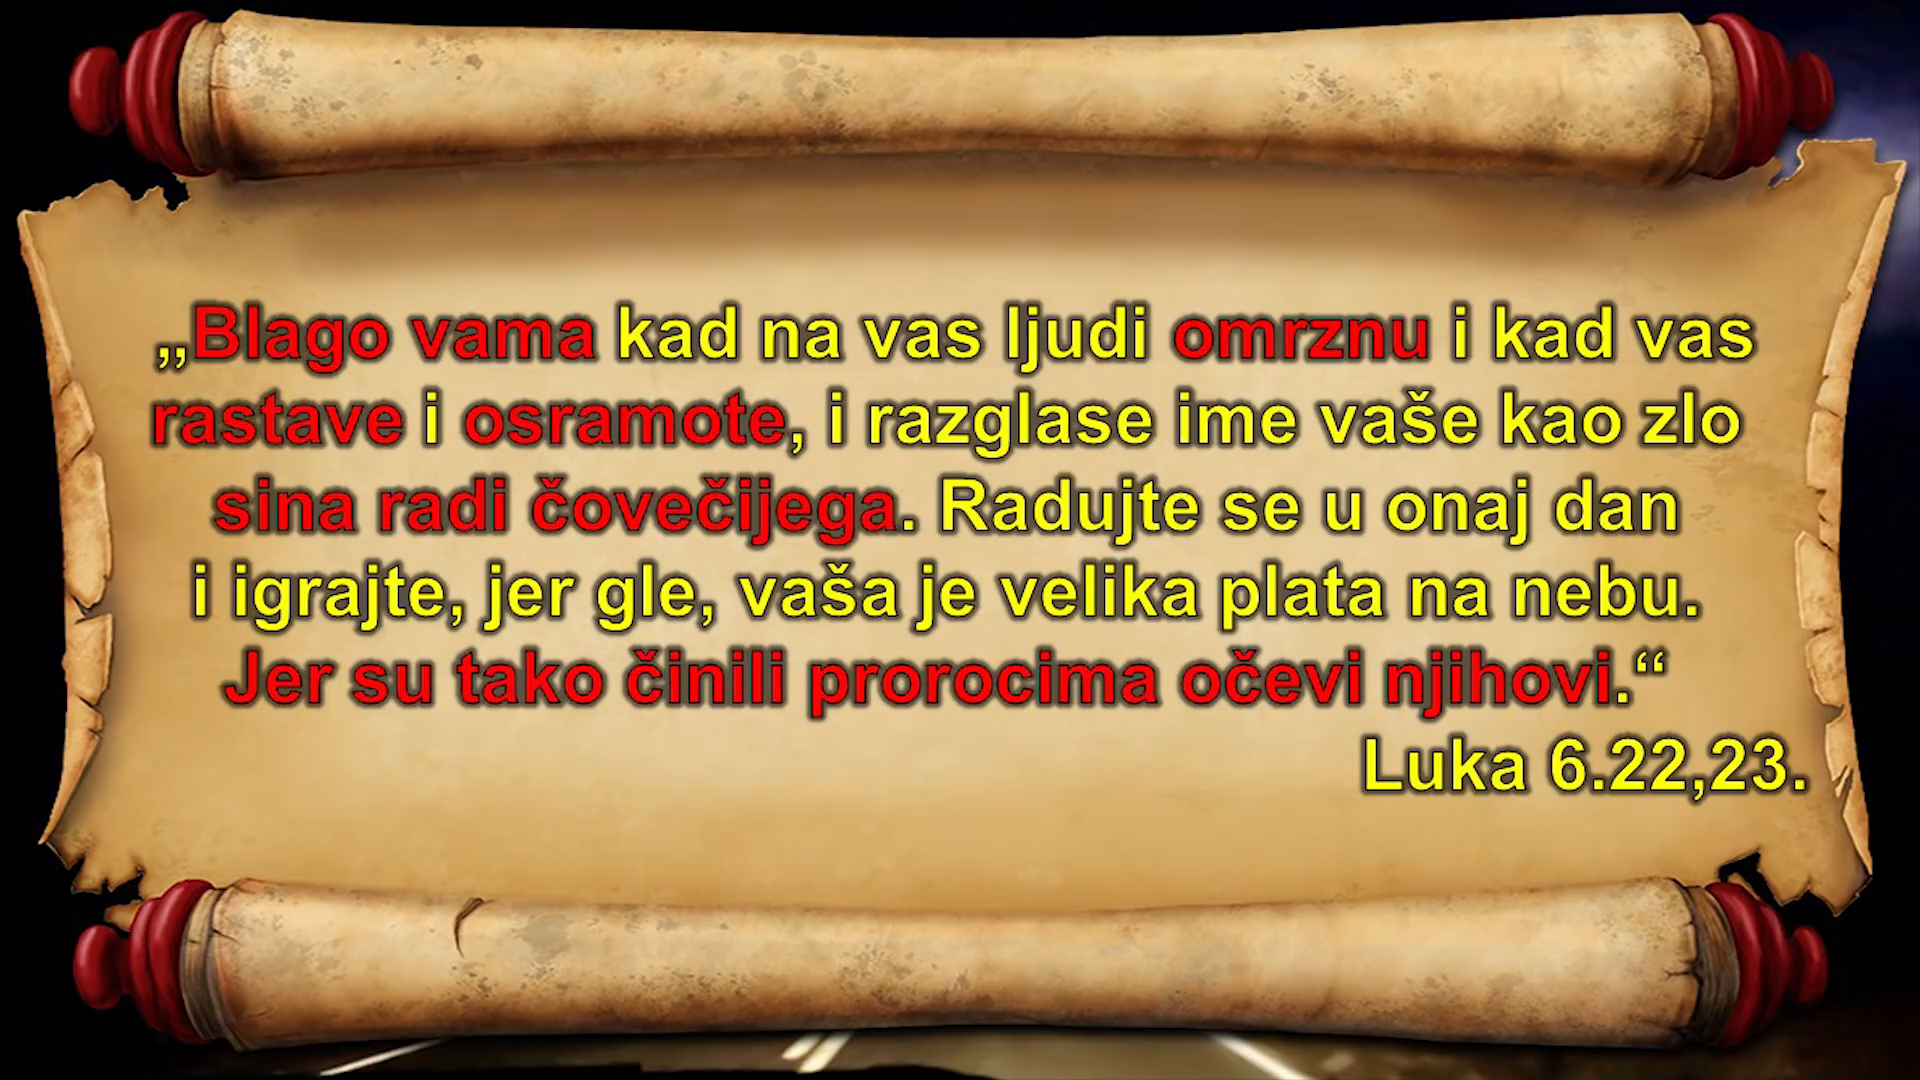 „Blago vama kad na vas ljudi omrznu i kad vas
rastave i osramote, i razglase ime vaše kao zlo
sina radi čovečijega. Radujte se u onaj dan
i igrajte, jer gle, vaša je velika plata na nebu.
Jer su tako činili prorocima očevi njihovi.“
Luka 6.22,23.